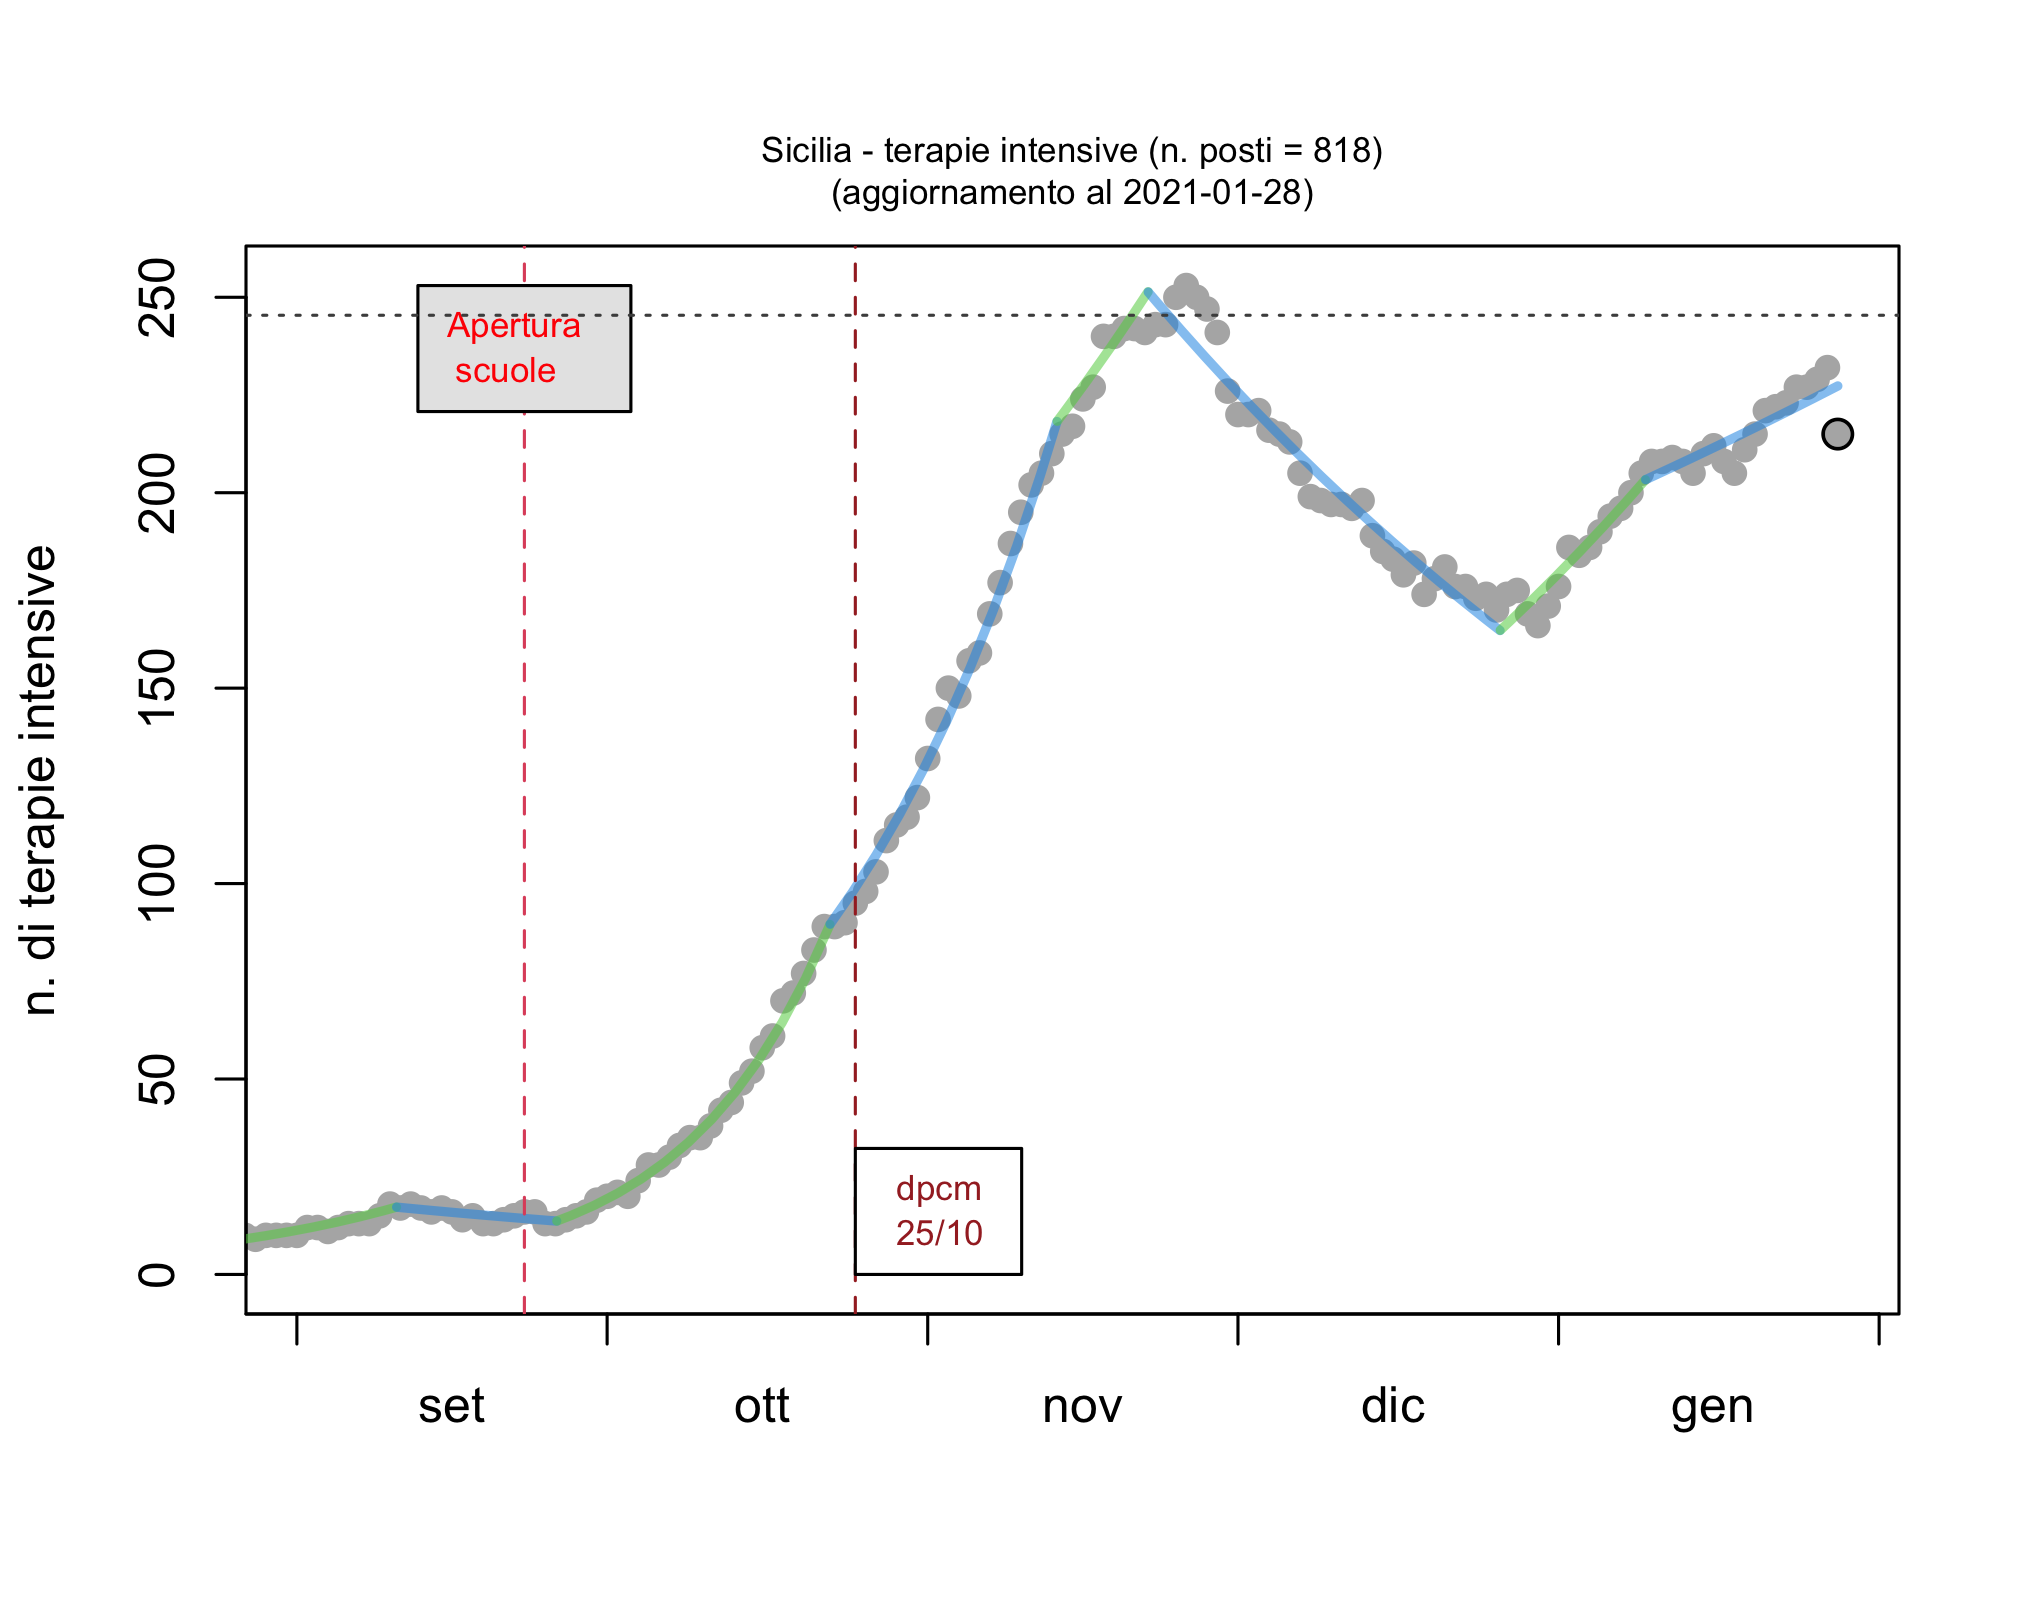 Sicilia - terapie intensive (n. posti = 818)
(aggiornamento al 2021-01-28)
n. di terapie intensive
250
200
150
100
50
0
Apertura
scuole
dpcm
25/10
set
ott
nov
dic
gen